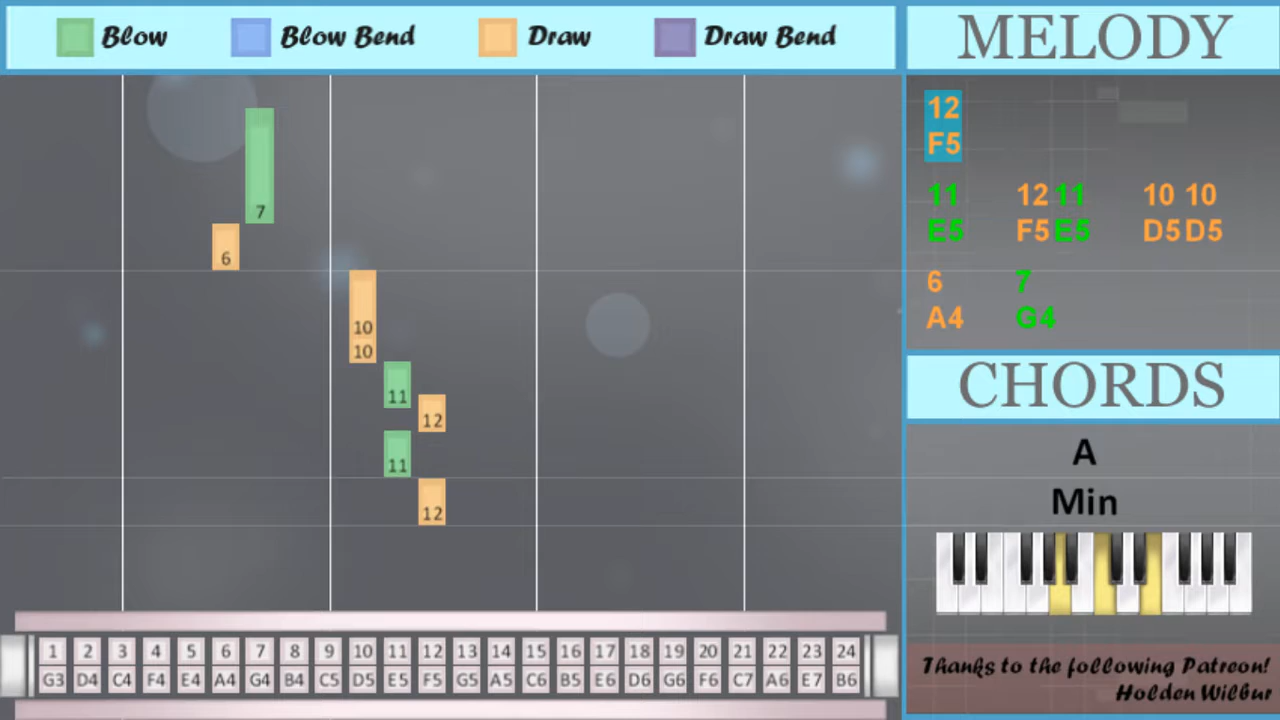 Blow Blow Bend Draw Draw Bend
MELODY
12
F5
11 12 11 10 10
E5 F5 E5 D5 D5
6 7
A4 G4
7
6
10
10
11
12
11
12
CHORDS
A
Min
1 2 3 4 5 6 7 8 9 10 11 12 13 14 15 16 17 18 19 20 21 22 23 24
G3 D4 C4 F4 E4 A4 G4 B4 C5 D5 E5 F5 G5 A5 C6 B5 E6 D6 G6 F6 C7 A6 E7 B6
Thanks to the following Patreon!
Holden Wilbur